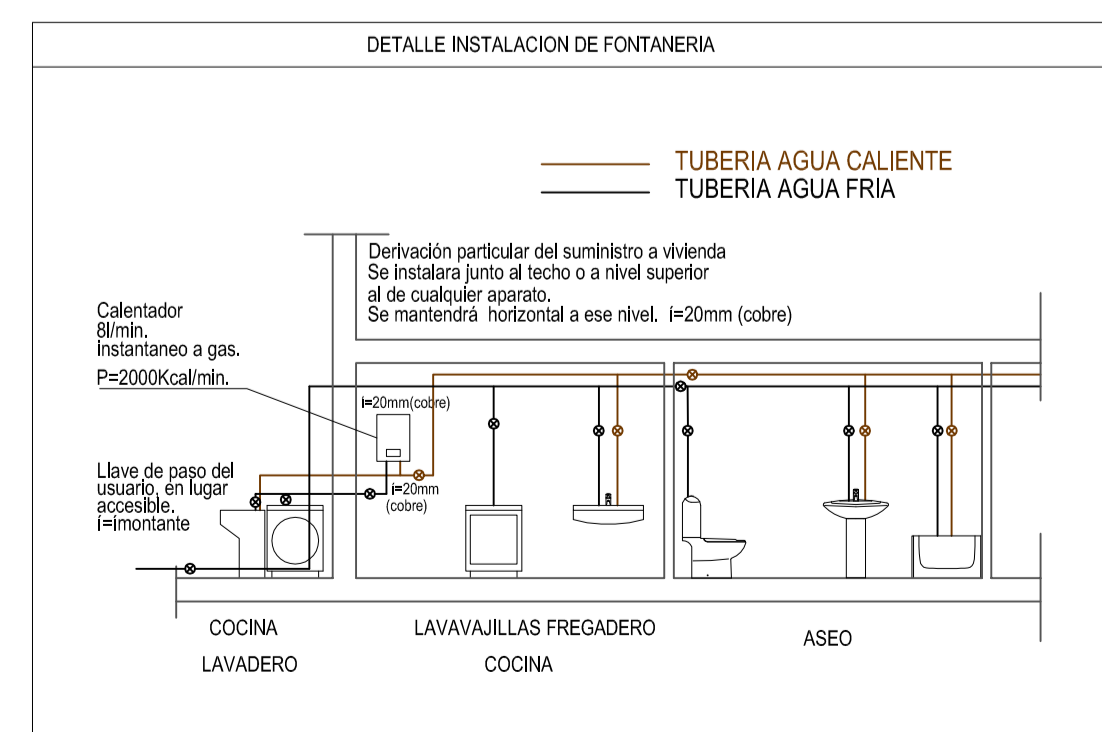 DETALLE INSTALACION DE FONTANERIA
TUBERIA AGUA CALIENTE
TUBERIA AGUA FRIA
Derivación particular del suministro a vivienda
Se instalara junto al techo o a nivel superior
al de cualquier aparato.
Se mantendrá horizontal a ese nivel. í=20mm (cobre)
Calentador
8l/min.
instantaneo a gas.
P=2000Kcal/min.
í=20mm(cobre)
í=20mm
(cobre)
Llave de paso del
usuario, en lugar
accesible.
í=ímontante
COCINA
LAVADERO
LAVAVAJILLAS FREGADERO
COCINA
ASEO